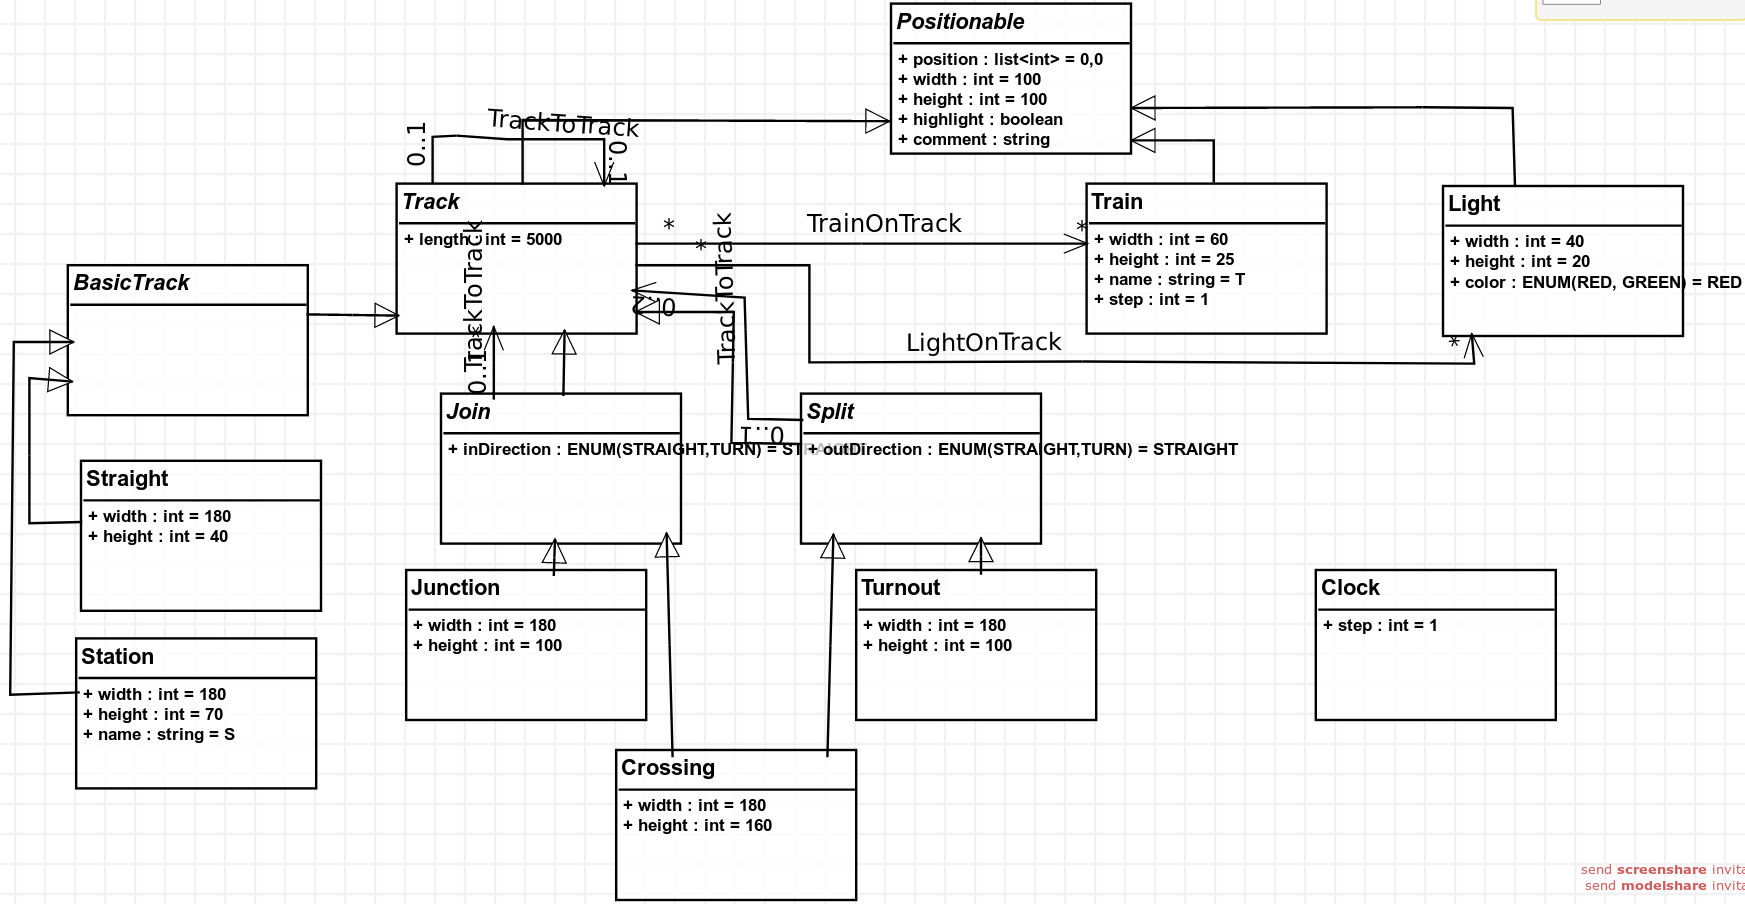 Positionable
+ position : list<int> = 0,0
+ width : int = 100
+ height : int = 100
+ highlight : boolean
+ comment : string
TrackToTrack
0..1
0..1
Track
+ length : int = 5000
TrackToTrack
0..1
*
*
TrainOnTrack
*
TrackToTrack
0..1
Train
+ width : int = 60
+ height : int = 25
+ name : string = T
+ step : int = 1
Light
+ width : int = 40
+ height : int = 20
+ color : ENUM(RED, GREEN) = RED
LightOnTrack
*
BasicTrack
Join
+ inDirection : ENUM(STRAIGHT,TURN) = STRAIGHT
Split
+ outDirection : ENUM(STRAIGHT,TURN) = STRAIGHT
Straight
+ width : int = 180
+ height : int = 40
Junction
+ width : int = 180
+ height : int = 100
Turnout
+ width : int = 180
+ height : int = 100
Clock
+ step : int = 1
Station
+ width : int = 180
+ height : int = 70
+ name : string = S
Crossing
+ width : int = 180
+ height : int = 160
send screenshare invita
send modelshare invita